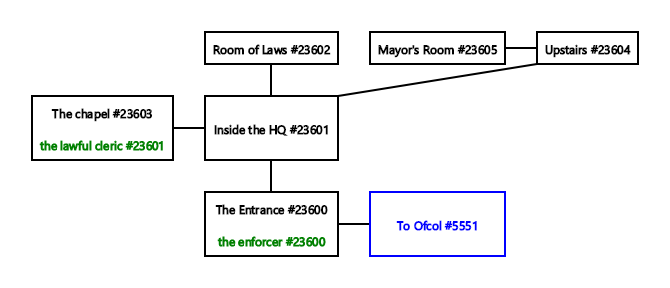 Room of Laws #23602
Mayor's Room #23605
Upstairs #23604
The chapel #23603
the lawful cleric #23601
Inside the HQ #23601
The Entrance #23600
the enforcer #23600
To Ofcol #5551